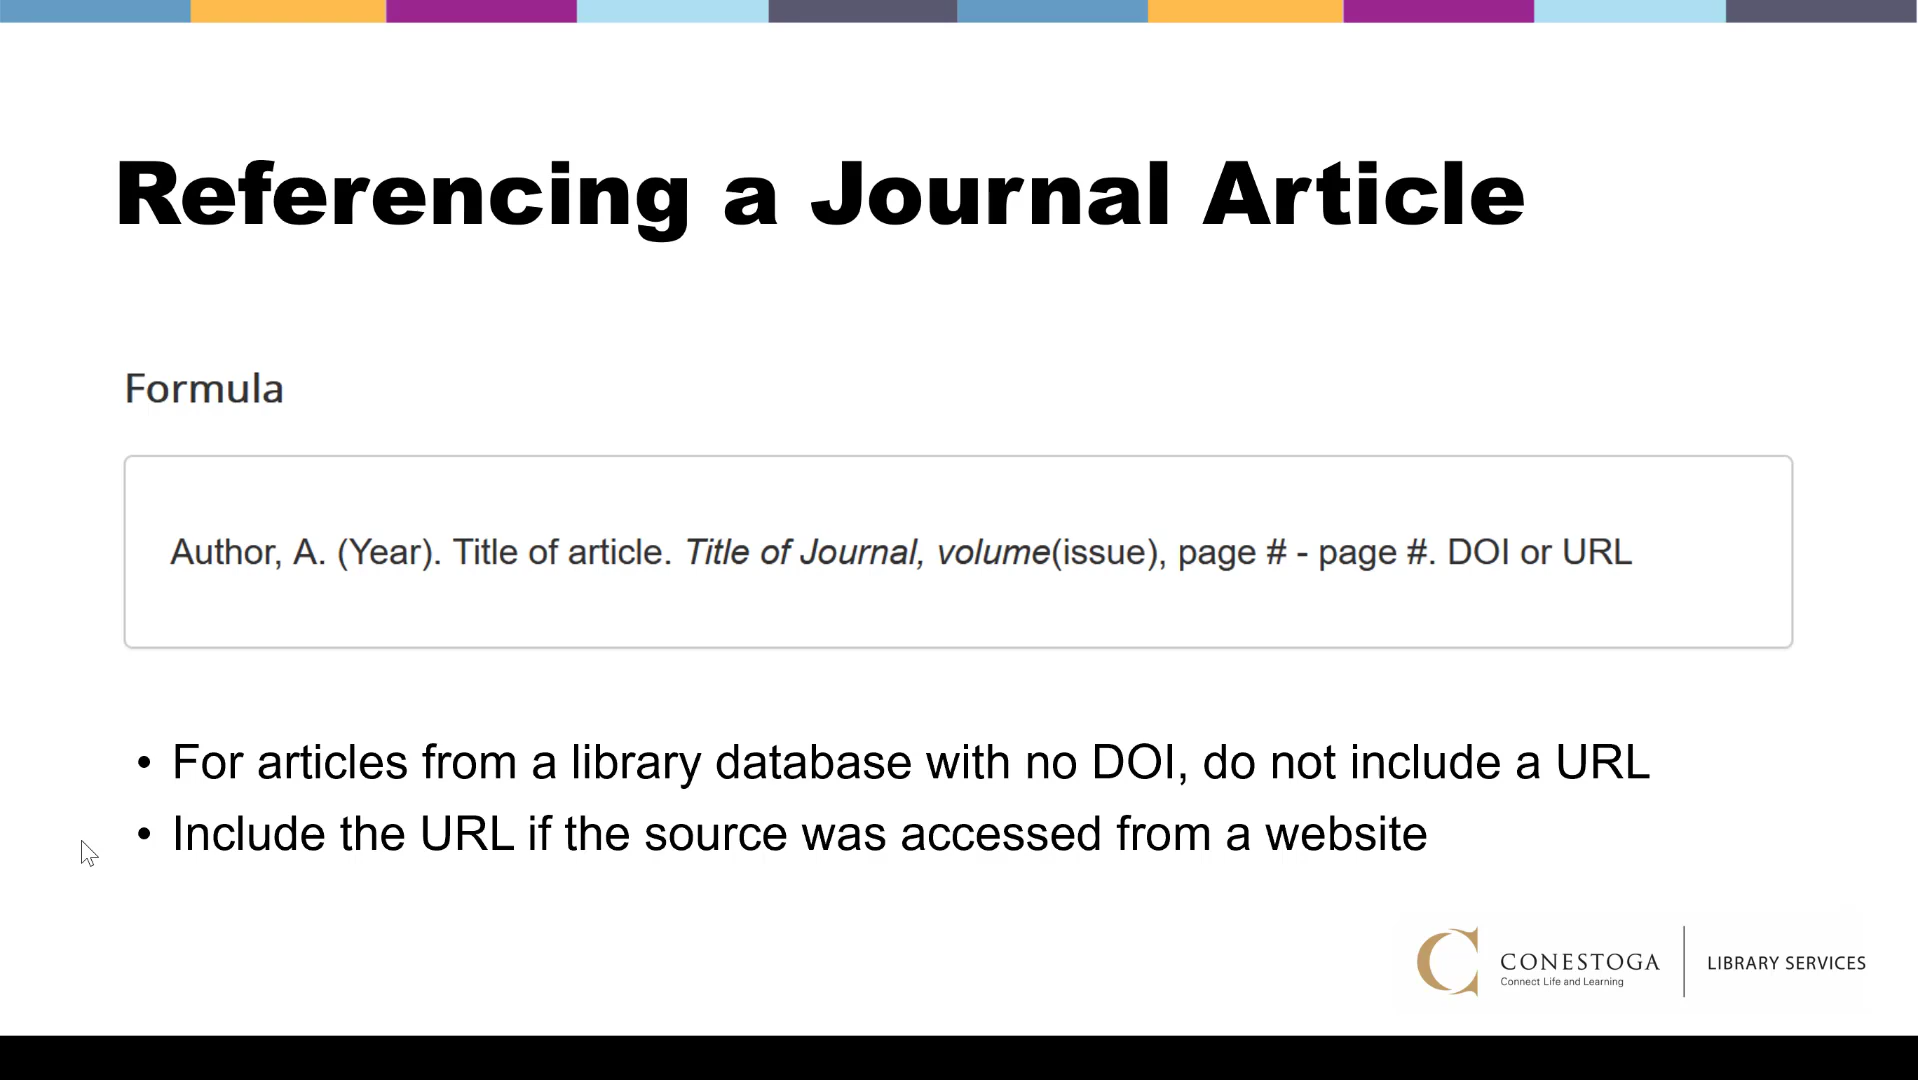 Referencing a Journal Article
Formula
Author, A. (Year). Title of article. Title of Journal, volume(issue), page # - page #. DOI or URL
• For articles from a library database with no DOI, do not include a URL
• Include the URL if the source was accessed from a website
CONESTOGA
Connect Life and Learning
LIBRARY SERVICES